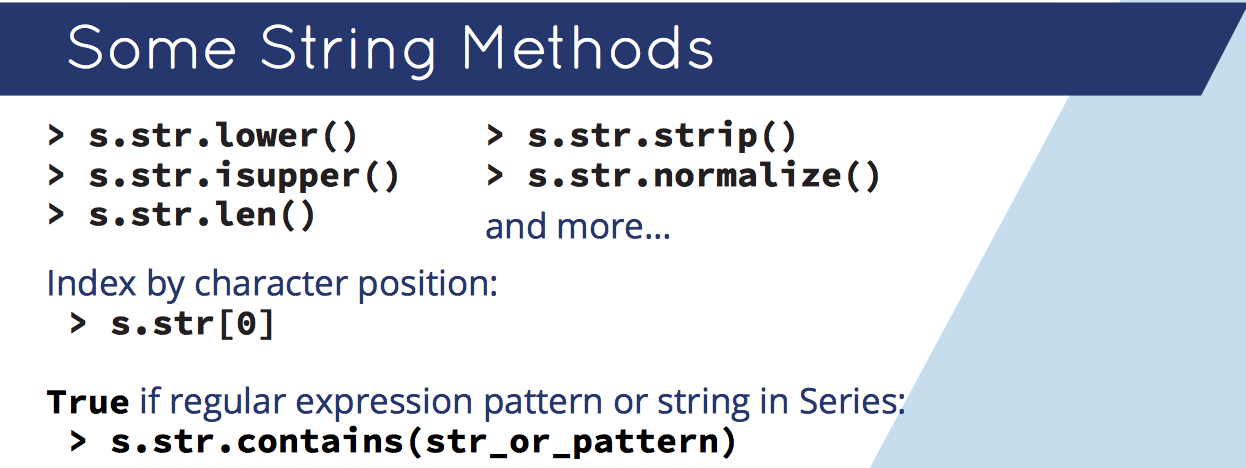 Some String Methods
> s.str.lower()
> s.str.isupper()
> s.str.len()
> s.str.strip()
> s.str.normalize()
and more…
Index by character position:
> s.str[0]
True if regular expression pattern or string in Series:
> s.str.contains(str_or_pattern)